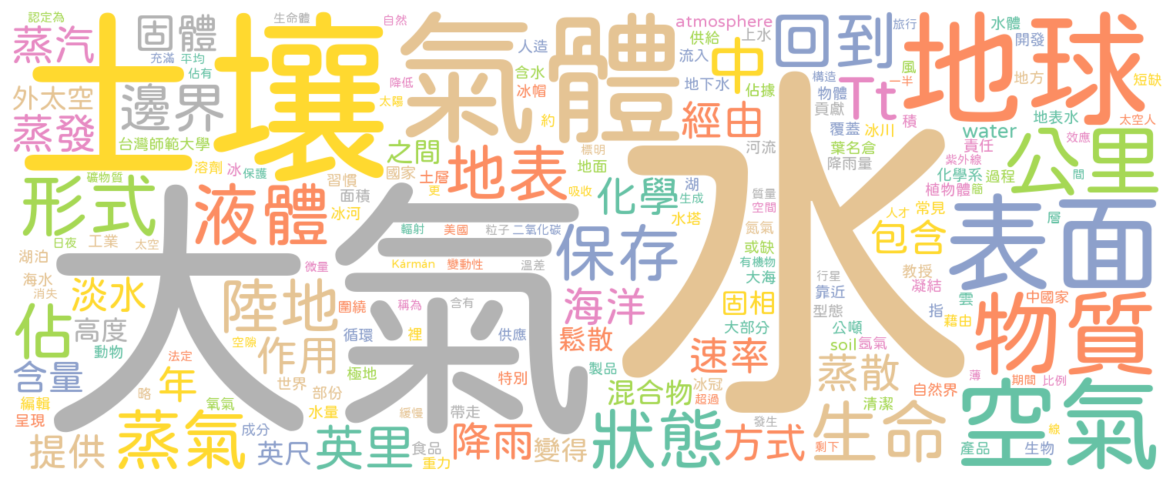 認定為
生命體
自然
atmosphere
上水
旅行
水體
開發
蒸汽
固體
土壤
氣體
中
回到
地球
充滿
平均
佔有
人造
供給
流入
降低
含水
地下水
構造
一半
風
地方
短缺
外太空
邊界
太陽
冰帽
佔據
物體
Tt
積
地表水
太空人
蒸發
約
經由
貢獻
台灣師範大學
之間
標明
河流
覆蓋
冰川
water
責任
效應
公里
溶劑
冰
保護
國家
土層
地表
地面
葉名倉
降雨量
紫外線
化學系
過程
礦物質
習慣
更
吸收
化學
湖
生成
質量
空間
植物體
簡
間
形式
液體
面積
冰河
水塔
氮氣
人才
常見
層
表面
日夜
工業
太空
輻射
美國
粒子
二氧化碳
保存
或缺
有機物
包含
湖泊
微量
Kármán
變動性
溫差
大海
行星
教授
雲
海水
消失
淡水
大氣
水
陸地
圍繞
稱為
含有
海洋
固相
靠近
凝結
指
中國家
物質
型態
藉由
佔
高度
空隙
循環
裡
供應
鬆散
大部分
公噸
soil
氬氣
動物
作用
極地
製品
速率
蒸散
薄
含量
法定
年
世界
特別
混合物
冰冠
超過
自然界
期間
比例
編輯
略
氧氣
部份
水量
緩慢
帶走
清潔
空氣
呈現
成分
發生
生命
線
提供
蒸氣
英尺
英里
食品
重力
降雨
變得
狀態
方式
剩下
產品
生物